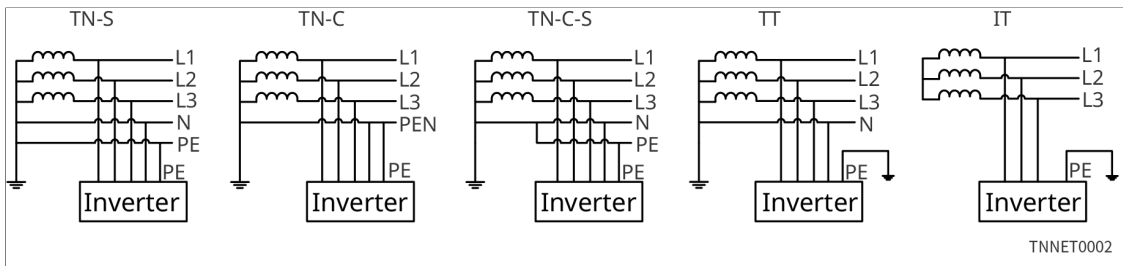 TN-S
TN-C
TN-C-S
TT
IT
L1
L2
L3
N
PE
PE
Inverter
L1
L2
L3
PEN
PE
Inverter
L1
L2
L3
N
PE
PE
Inverter
L1
L2
L3
N
PE
Inverter
L1
L2
L3
PE
Inverter
TNNET0002